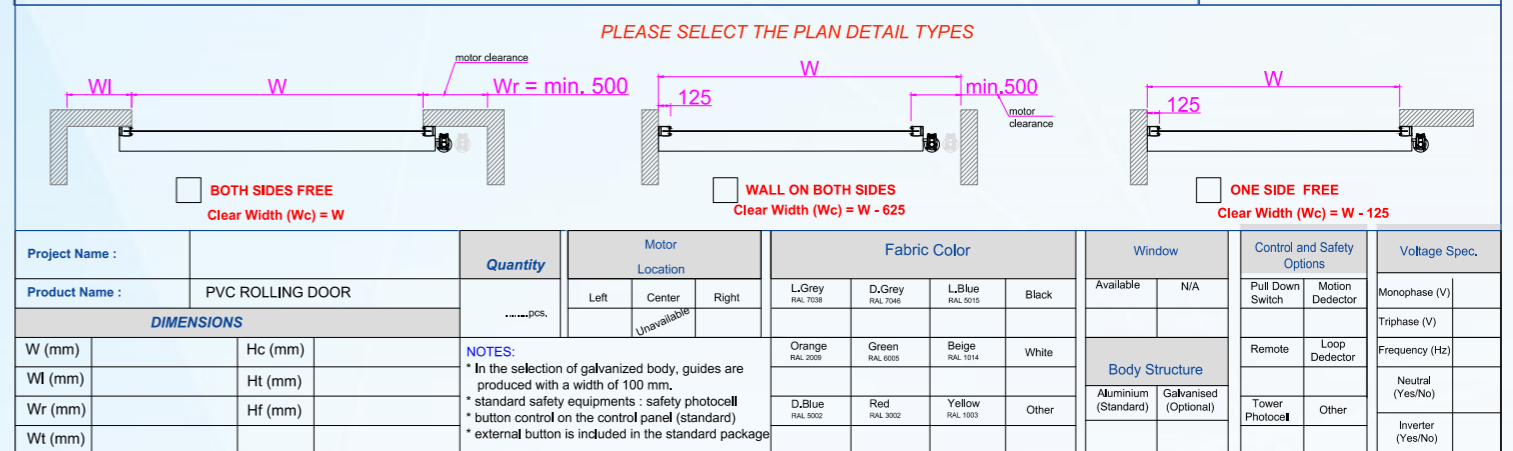 PLEASE SELECT THE PLAN DETAIL TYPES
motor clearance
Wl
W
Wr = min. 500
BOTH SIDES FREE
Clear Width (Wc) = W
W
125
min.500
motor
clearance
WALL ON BOTH SIDES
Clear Width (Wc) = W - 625
W
125
ONE SIDE FREE
Clear Width (Wc) = W - 125
Project Name :
Product Name :
PVC ROLLING DOOR
DIMENSIONS
W (mm)
Hc (mm)
Wl (mm)
Ht (mm)
Wr (mm)
Hf (mm)
Wt (mm)
Quantity
........pcs.
Motor
Location
Left
Center
Right
Unavailable
NOTES:
* In the selection of galvanized body, guides are
produced with a width of 100 mm.
* standard safety equipments : safety photocell
* button control on the control panel (standard)
* external button is included in the standard package
Fabric Color
L.Grey
RAL 7038
D.Grey
RAL 7046
L.Blue
RAL 5015
Black
Orange
RAL 2009
Green
RAL 6005
Beige
RAL 1014
White
D.Blue
RAL 5002
Red
RAL 3002
Yellow
RAL 1003
Other
Window
Available
N/A
Body Structure
Aluminium
(Standard)
Galvanised
(Optional)
Control and Safety
Options
Pull Down
Switch
Motion
Dedector
Remote
Loop
Dedector
Tower
Photocell
Other
Voltage Spec.
Monophase (V)
Triphase (V)
Frequency (Hz)
Neutral
(Yes/No)
Inverter
(Yes/No)